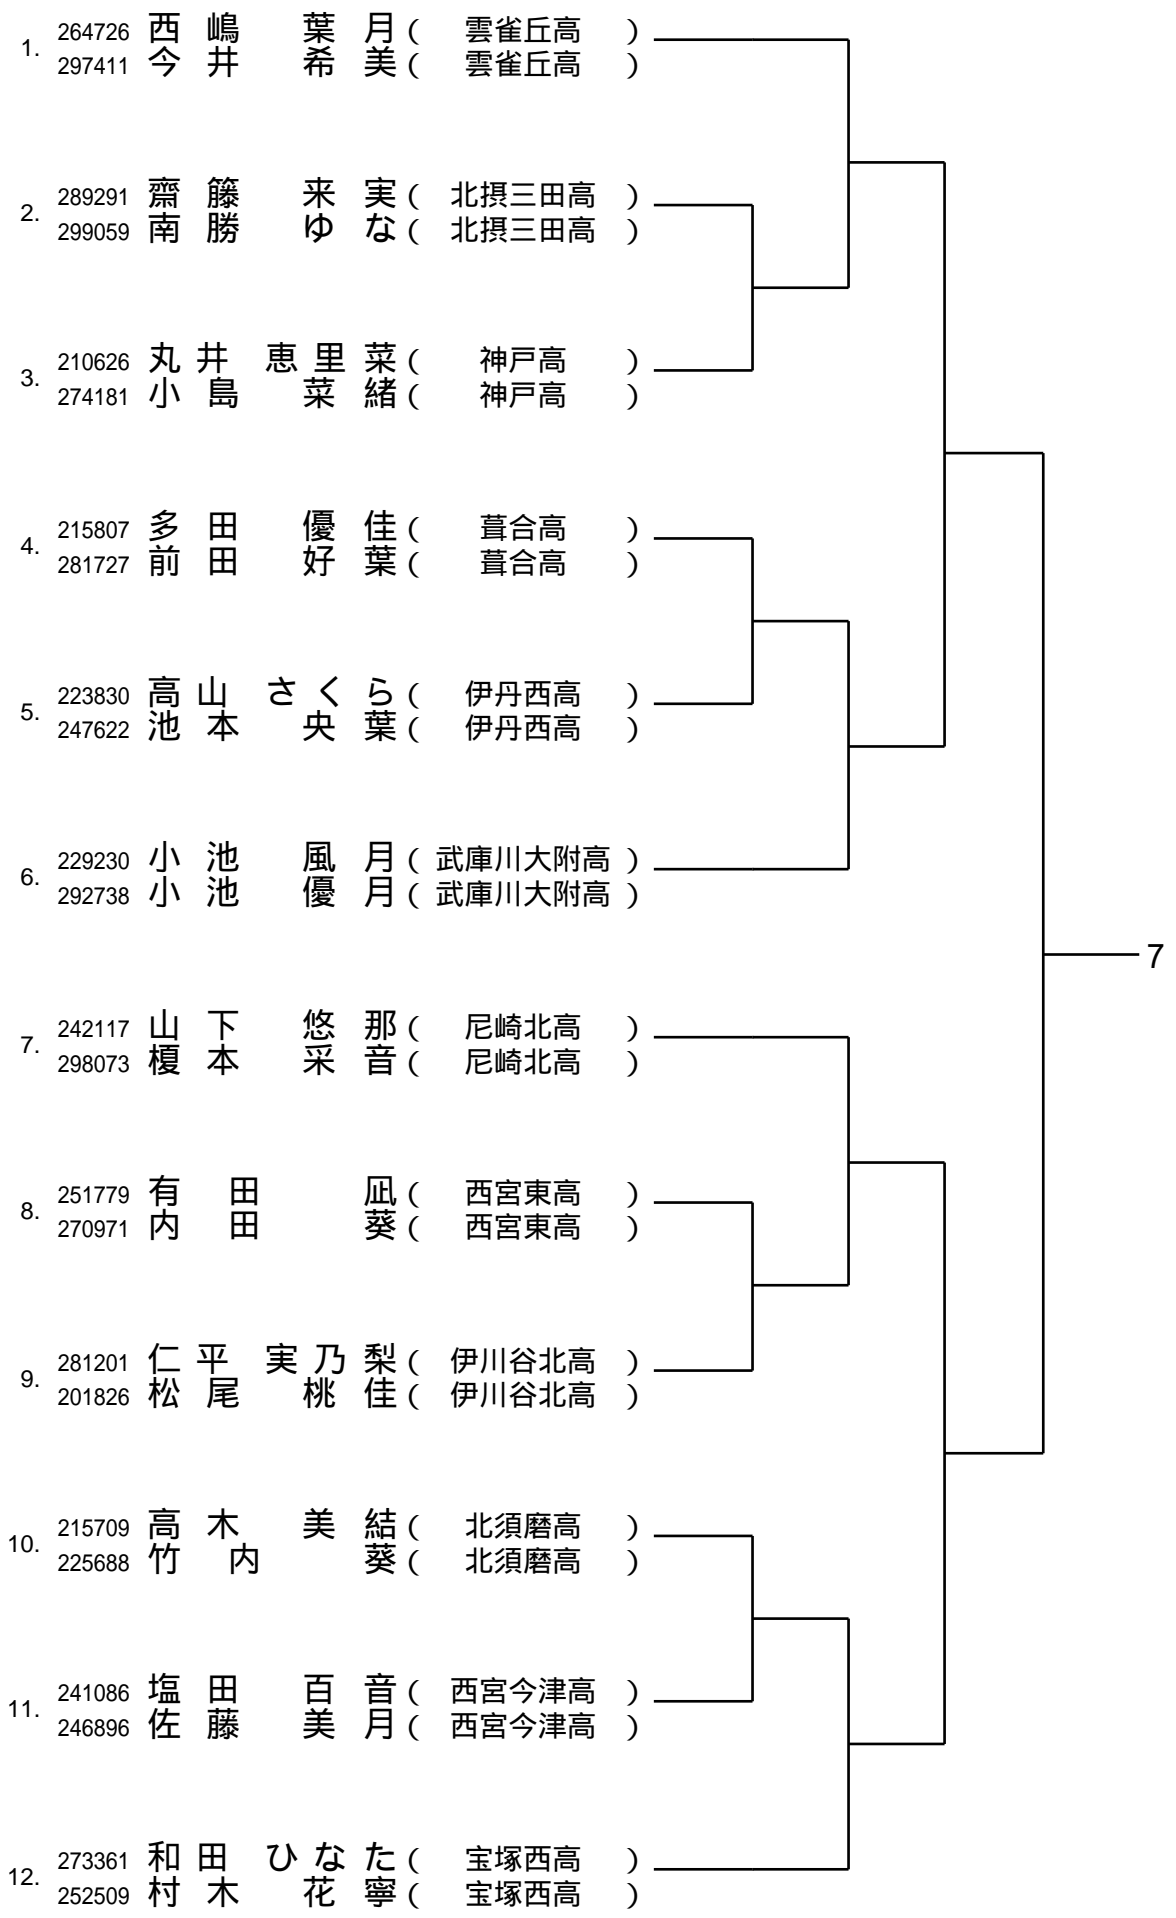 1. 264726 西嶋 葉月 ( 雲雀丘高 )
297411 今井 希美 ( 雲雀丘高 )
2. 289291 齋籐 来実 ( 北摂三田高 )
299059 南勝 ゆな ( 北摂三田高 )
3. 210626 丸井 恵里菜 ( 神戸高 )
274181 小島 菜緒 ( 神戸高 )
4. 215807 多田 優佳 ( 葺合高 )
281727 前田 好葉 ( 葺合高 )
5. 223830 高山 さくら ( 伊丹西高 )
247622 池本 央葉 ( 伊丹西高 )
6. 229230 小池 風月 ( 武庫川大附高 )
292738 小池 優月 ( 武庫川大附高 )
7
7. 242117 山下 悠那 ( 尼崎北高 )
298073 榎本 采音 ( 尼崎北高 )
8. 251779 有田 凪 ( 西宮東高 )
270971 内田 葵 ( 西宮東高 )
9. 281201 仁平 実乃梨 ( 伊川谷北高 )
201826 松尾 桃佳 ( 伊川谷北高 )
10. 215709 高木 美結 ( 北須磨高 )
225688 竹内 葵 ( 北須磨高 )
11. 241086 塩田 百音 ( 西宮今津高 )
246896 佐藤 美月 ( 西宮今津高 )
12. 273361 和田 ひなた ( 宝塚西高 )
252509 村木 花寧 ( 宝塚西高 )